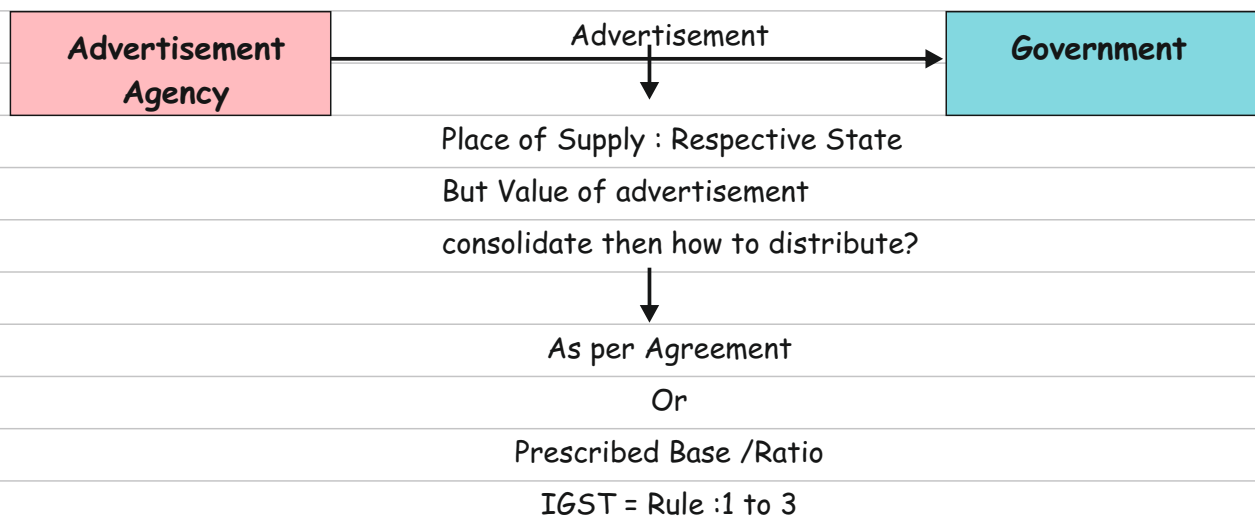 Advertisement
Agency
Advertisement
Government
Place of Supply : Respective State
But Value of advertisement
consolidate then how to distribute?
As per Agreement
Or
Prescribed Base /Ratio
IGST = Rule :1 to 3